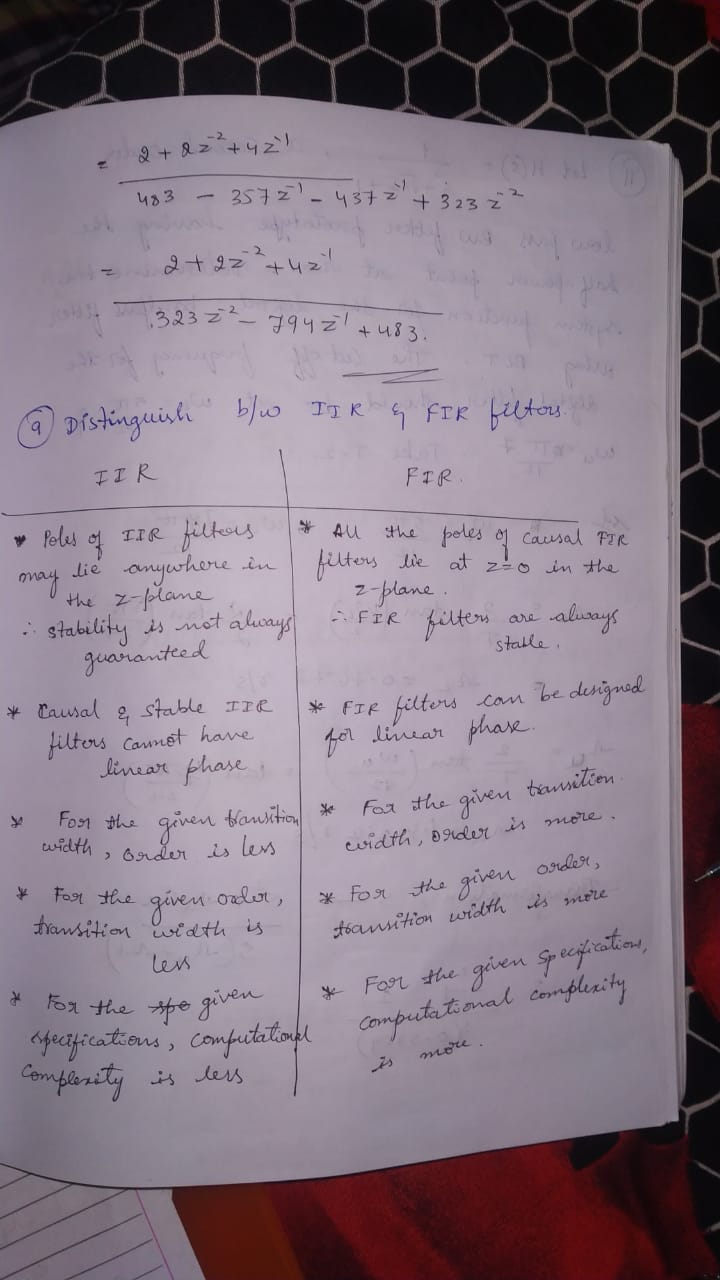 = 2 + 2z⁻² + 4z⁻¹
483 - 357z⁻¹ - 437z⁻¹ + 323z⁻²
= 2 + 2z⁻² + 4z⁻¹
323z⁻² - 794z⁻¹ + 483.
9 Distinguish b/w IIR & FIR filters.
IIR
* Poles of IIR filters
may lie anywhere in
the z-plane
∴ stability is not always
guaranteed
* Causal & stable IIR
filters cannot have
linear phase
* For the given transition
width, order is less
* For the given order,
transition width is
less
* For the spe given
specifications, computational
complexity is less
FIR.
* All the poles of causal FIR
filters lie at z=0 in the
z-plane.
∴ FIR filters are always
stable.
* FIR filters can be designed
for linear phase.
* For the given transition
width, order is more.
* For the given order,
transition width is more
* For the given specifications,
computational complexity
is more.